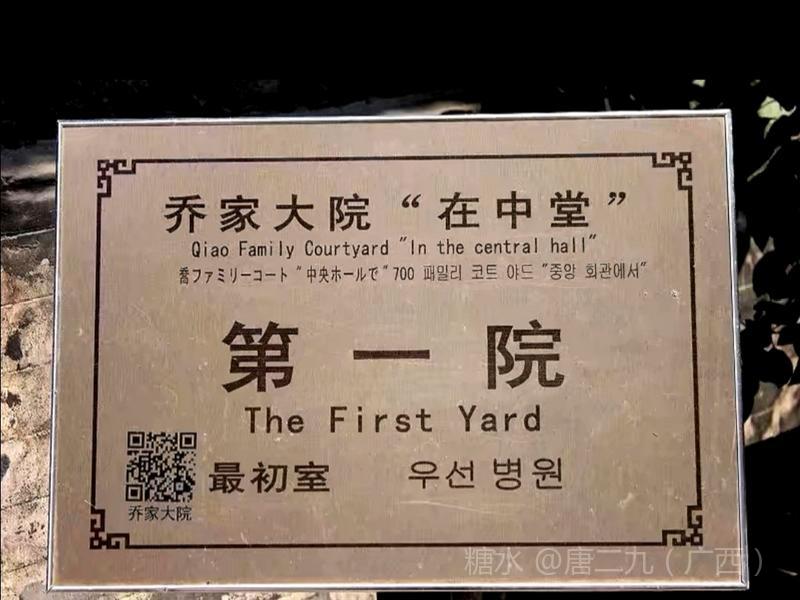 乔家大院“在中堂”
Qiao Family Courtyard "In the central hall"
喬ファミリーコート"中央ホールで"700 패밀리 코트 야드 "중앙 회관에서"
第一院
The First Yard
最初室 우선 병원
乔家大院
糖水 @唐二九（广西）